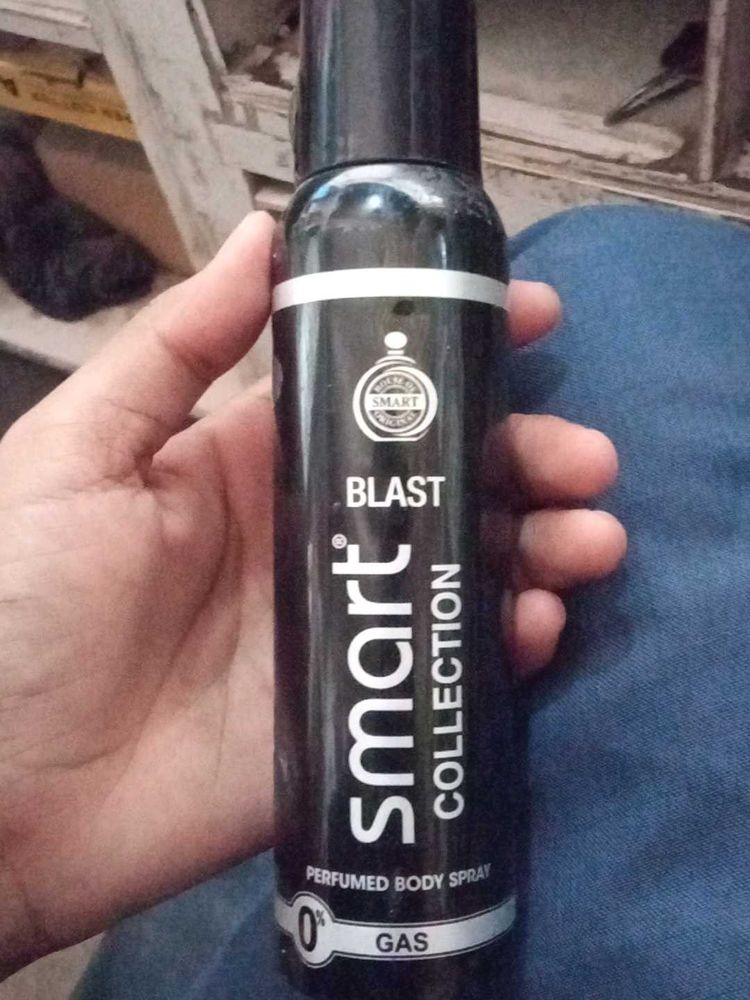 HOUSE OF
SMART
ORIGINAL
BLAST
smart®
COLLECTION
PERFUMED BODY SPRAY
0%
GAS